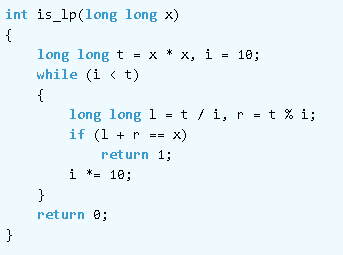 int is_lp(long long x)
{
    long long t = x * x, i = 10;
    while (i < t)
    {
        long long l = t / i, r = t % i;
        if (l + r == x)
            return 1;
        i *= 10;
    }
    return 0;
}